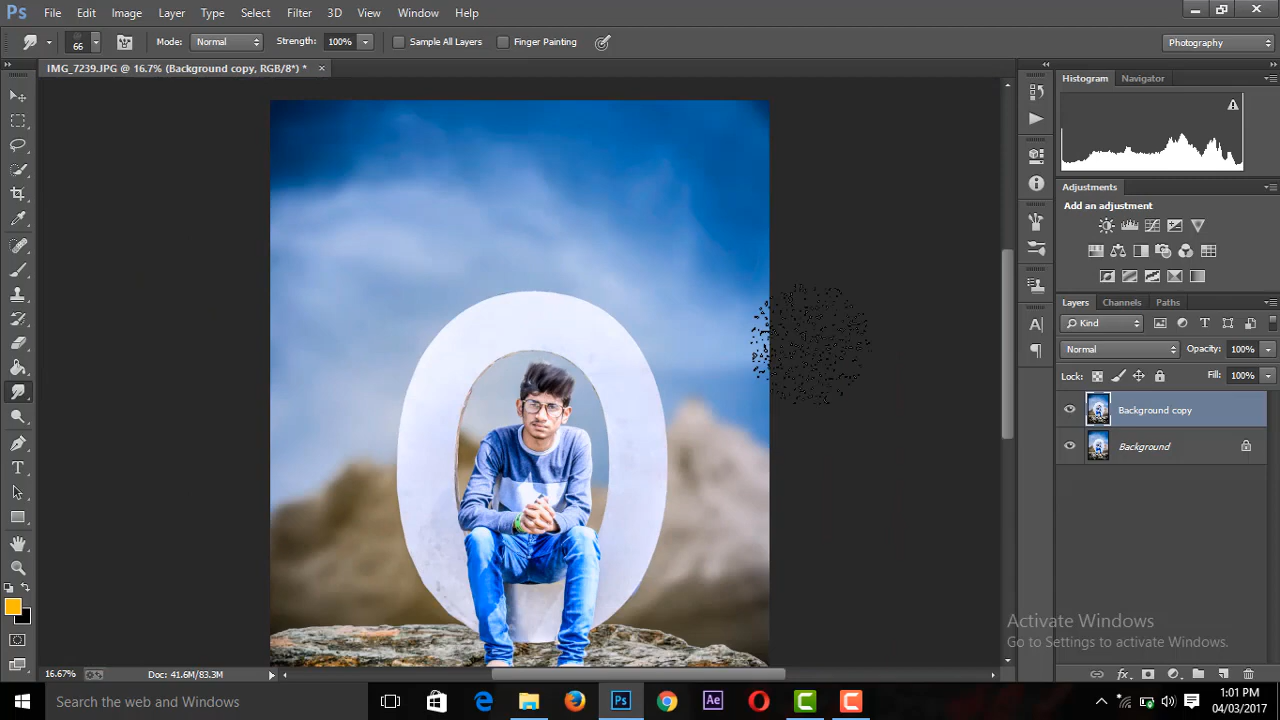 Ps File Edit Image Layer Type Select Filter 3D View Window Help
66 Mode: Normal Strength: 100% Sample All Layers Finger Painting Photography
IMG_7239.JPG @ 16.7% (Background copy, RGB/8*) * ×
Histogram Navigator
Adjustments
Add an adjustment
Layers Channels Paths
Kind
Normal Opacity: 100%
Lock: Fill: 100%
Background copy
Background
Activate Windows
Go to Settings to activate Windows.
16.67% Doc: 41.6M/83.3M
Search the web and Windows
Ps Ae
1:01 PM
04/03/2017